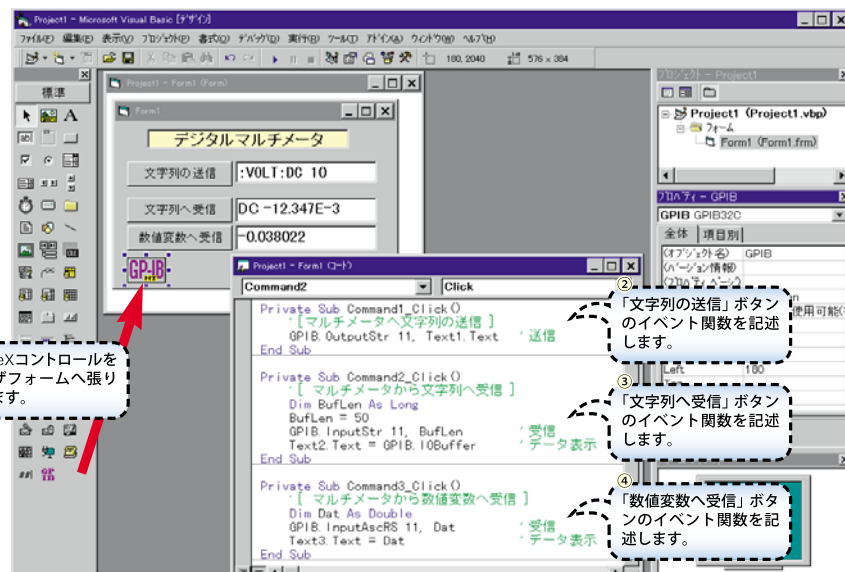 Project1 - Microsoft Visual Basic [デザイン]
ファイル(F) 編集(E) 表示(V) プロジェクト(P) 書式(O) デバッグ(D) 実行(R) ツール(T) アドイン(A) ウィンドウ(W) ヘルプ(H)
180, 2040
576 × 384
標準
Project1 - Form1 (Form)
Form1
デジタルマルチメータ
文字列の送信
:VOLT:DC 10
文字列へ受信
DC -12.347E-3
数値変数へ受信
-0.038022
GP-IB
eXコントロールを
ザフォームへ張り
ます。
Project1 - Form1 (コード)
Command2
Click
Private Sub Command1_Click()
'[マルチメータへ文字列の送信 ]
GPIB.OutputStr 11, Text1.Text '送信
End Sub
Private Sub Command2_Click()
'[ マルチメータから文字列へ受信 ]
Dim BufLen As Long
BufLen = 50
GPIB.InputStr 11, BufLen '受信
Text2.Text = GPIB.IOBuffer 'データ表示
End Sub
Private Sub Command3_Click()
'[ マルチメータから数値変数へ受信 ]
Dim Dat As Double
GPIB.InputAscRS 11, Dat '受信
Text3.Text = Dat 'データ表示
End Sub
②
「文字列の送信」ボタン
のイベント関数を記述
します。
③
「文字列へ受信」ボタン
のイベント関数を記述
します。
④
「数値変数へ受信」ボタ
ンのイベント関数を記
述します。
プロジェクト - Project1
Project1 (Project1.vbp)
フォーム
Form1 (Form1.frm)
プロパティ - GPIB
GPIB GPIB32C
全体 項目別
(オブジェクト名) GPIB
(バージョン情報)
(プロパティ ページ)
使用可能(
Left 180